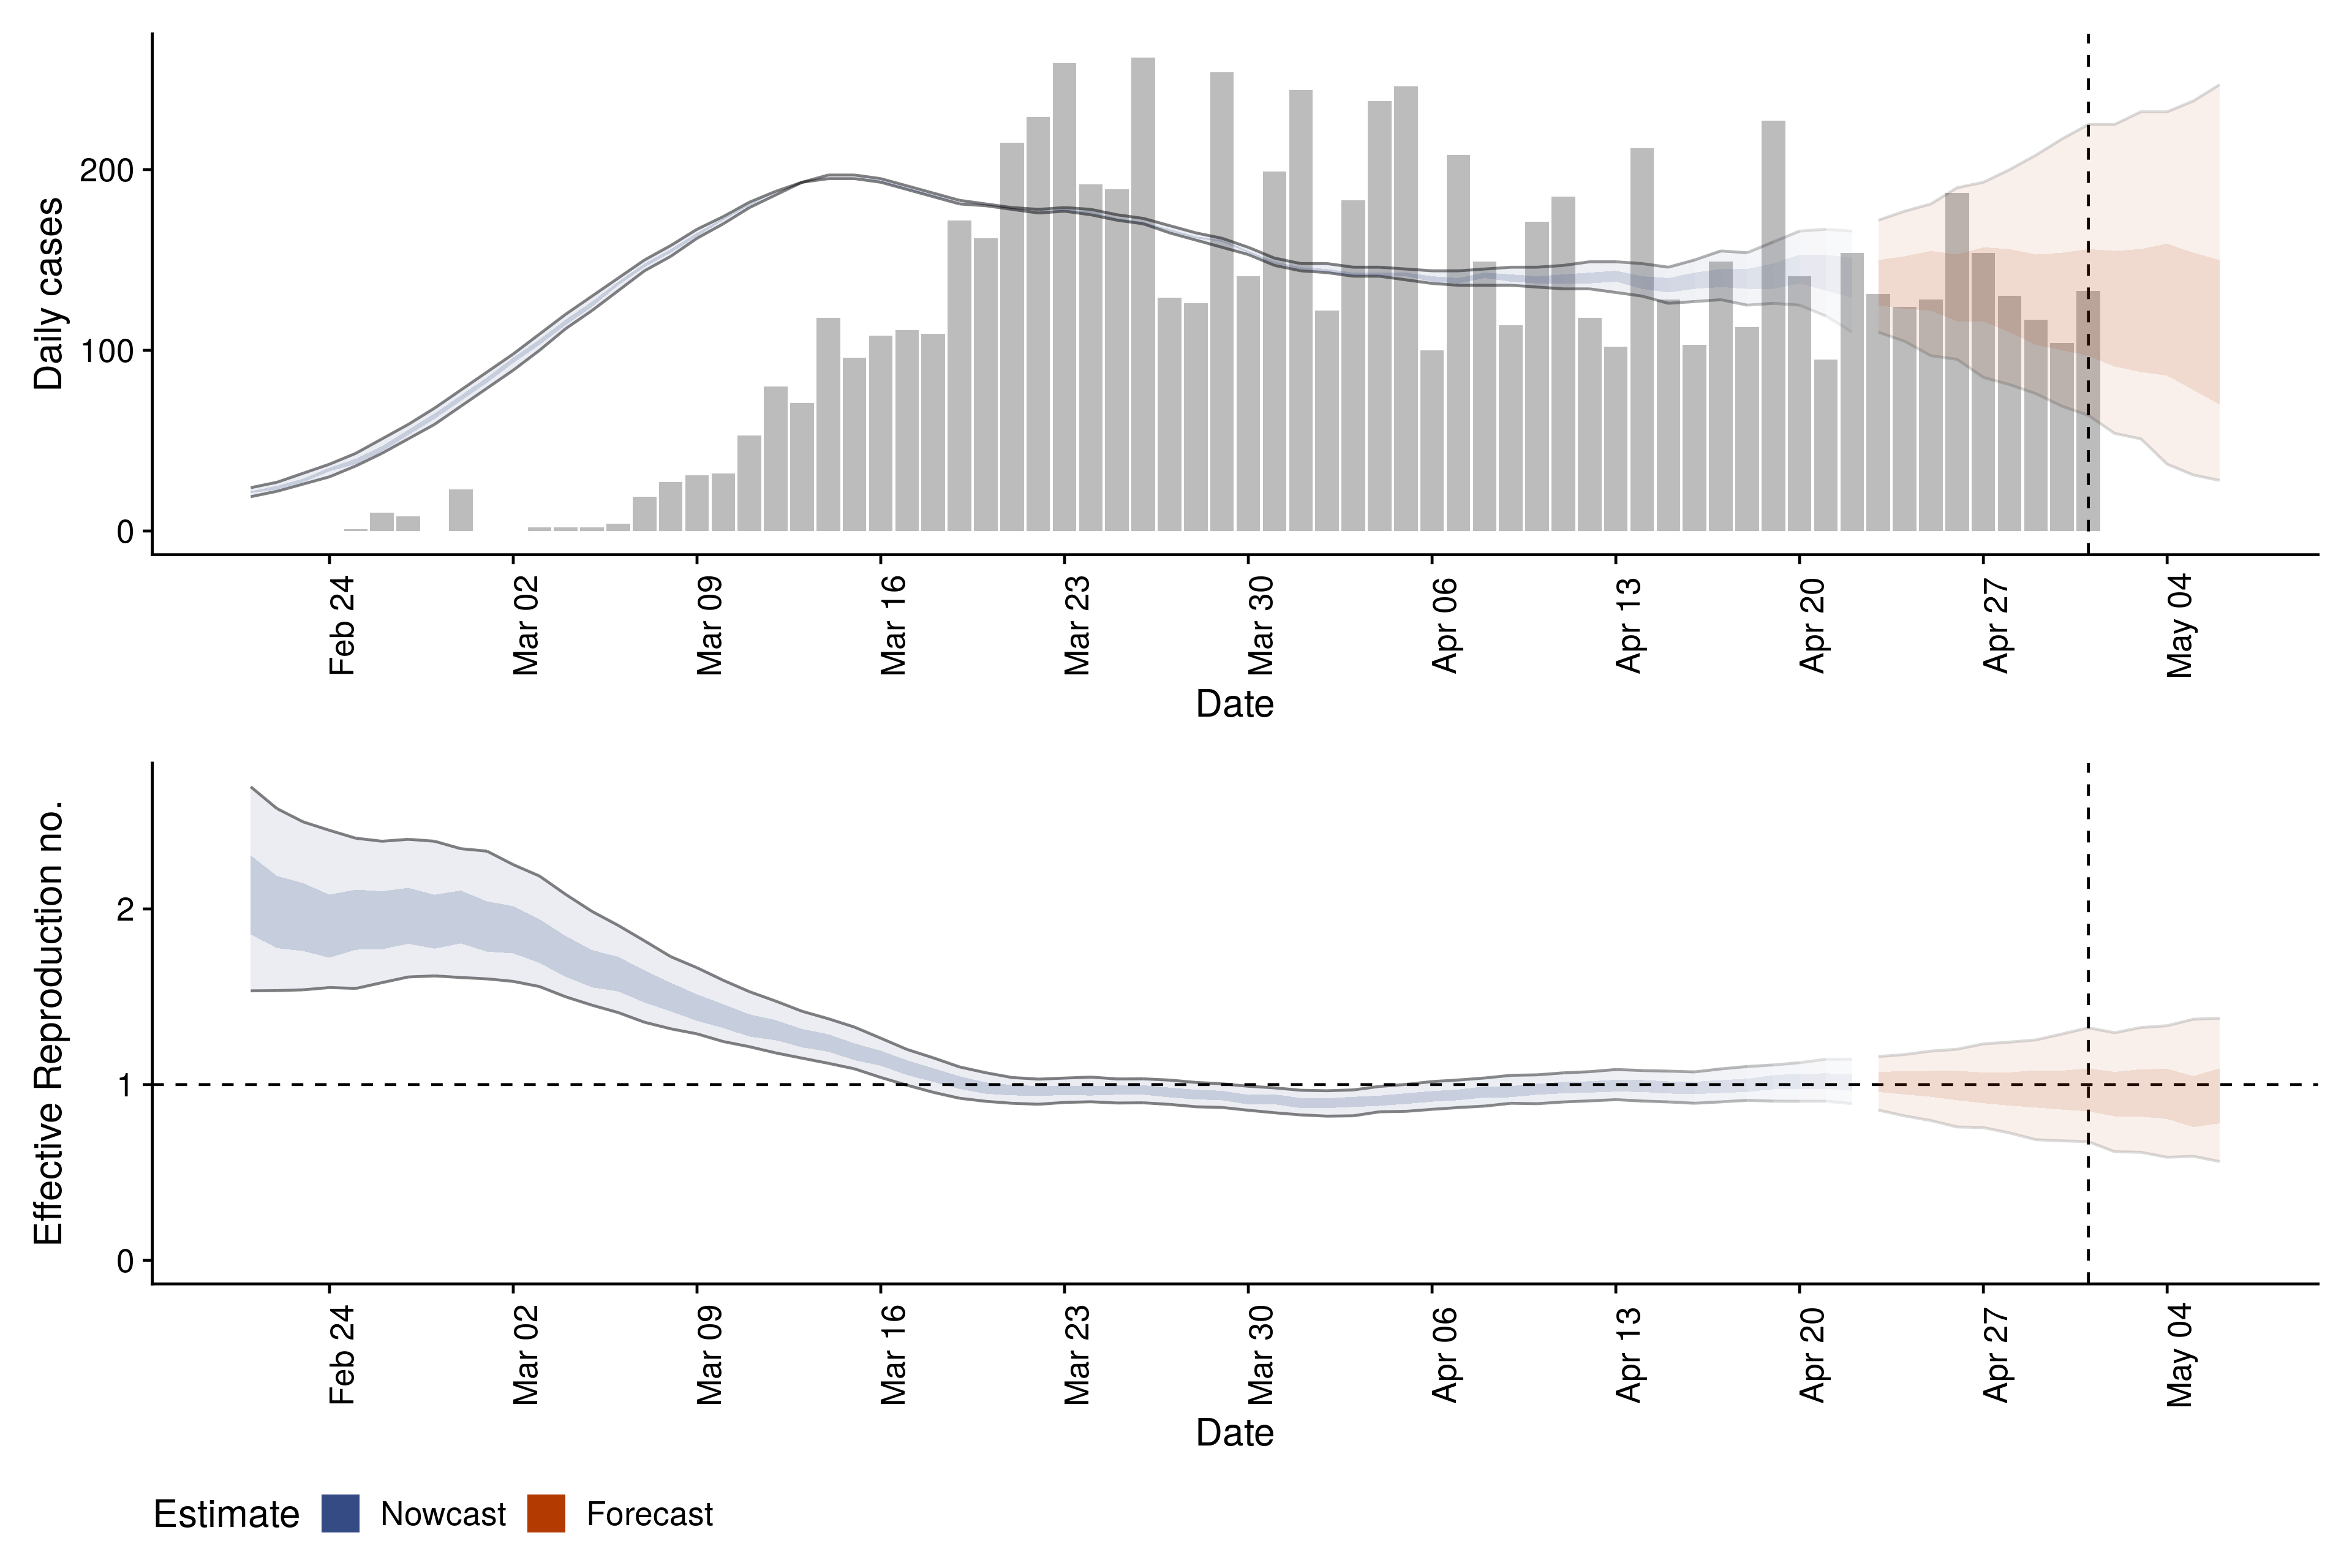 Daily cases
200
100
0
Feb 24
Mar 02
Mar 09
Mar 16
Mar 23
Mar 30
Apr 06
Apr 13
Apr 20
Apr 27
May 04
Date
Effective Reproduction no.
2
1
0
Feb 24
Mar 02
Mar 09
Mar 16
Mar 23
Mar 30
Apr 06
Apr 13
Apr 20
Apr 27
May 04
Date
Estimate Nowcast Forecast